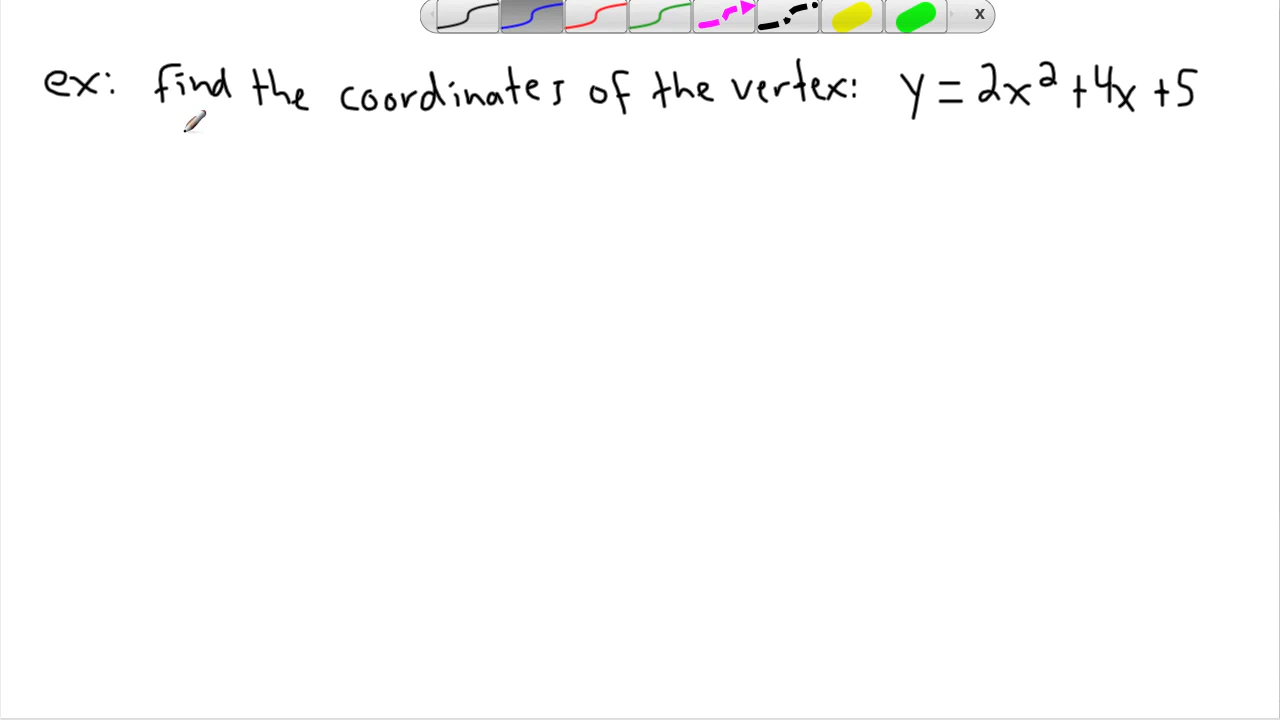 ex: find the coordinates of the vertex: y = 2x² + 4x + 5
x